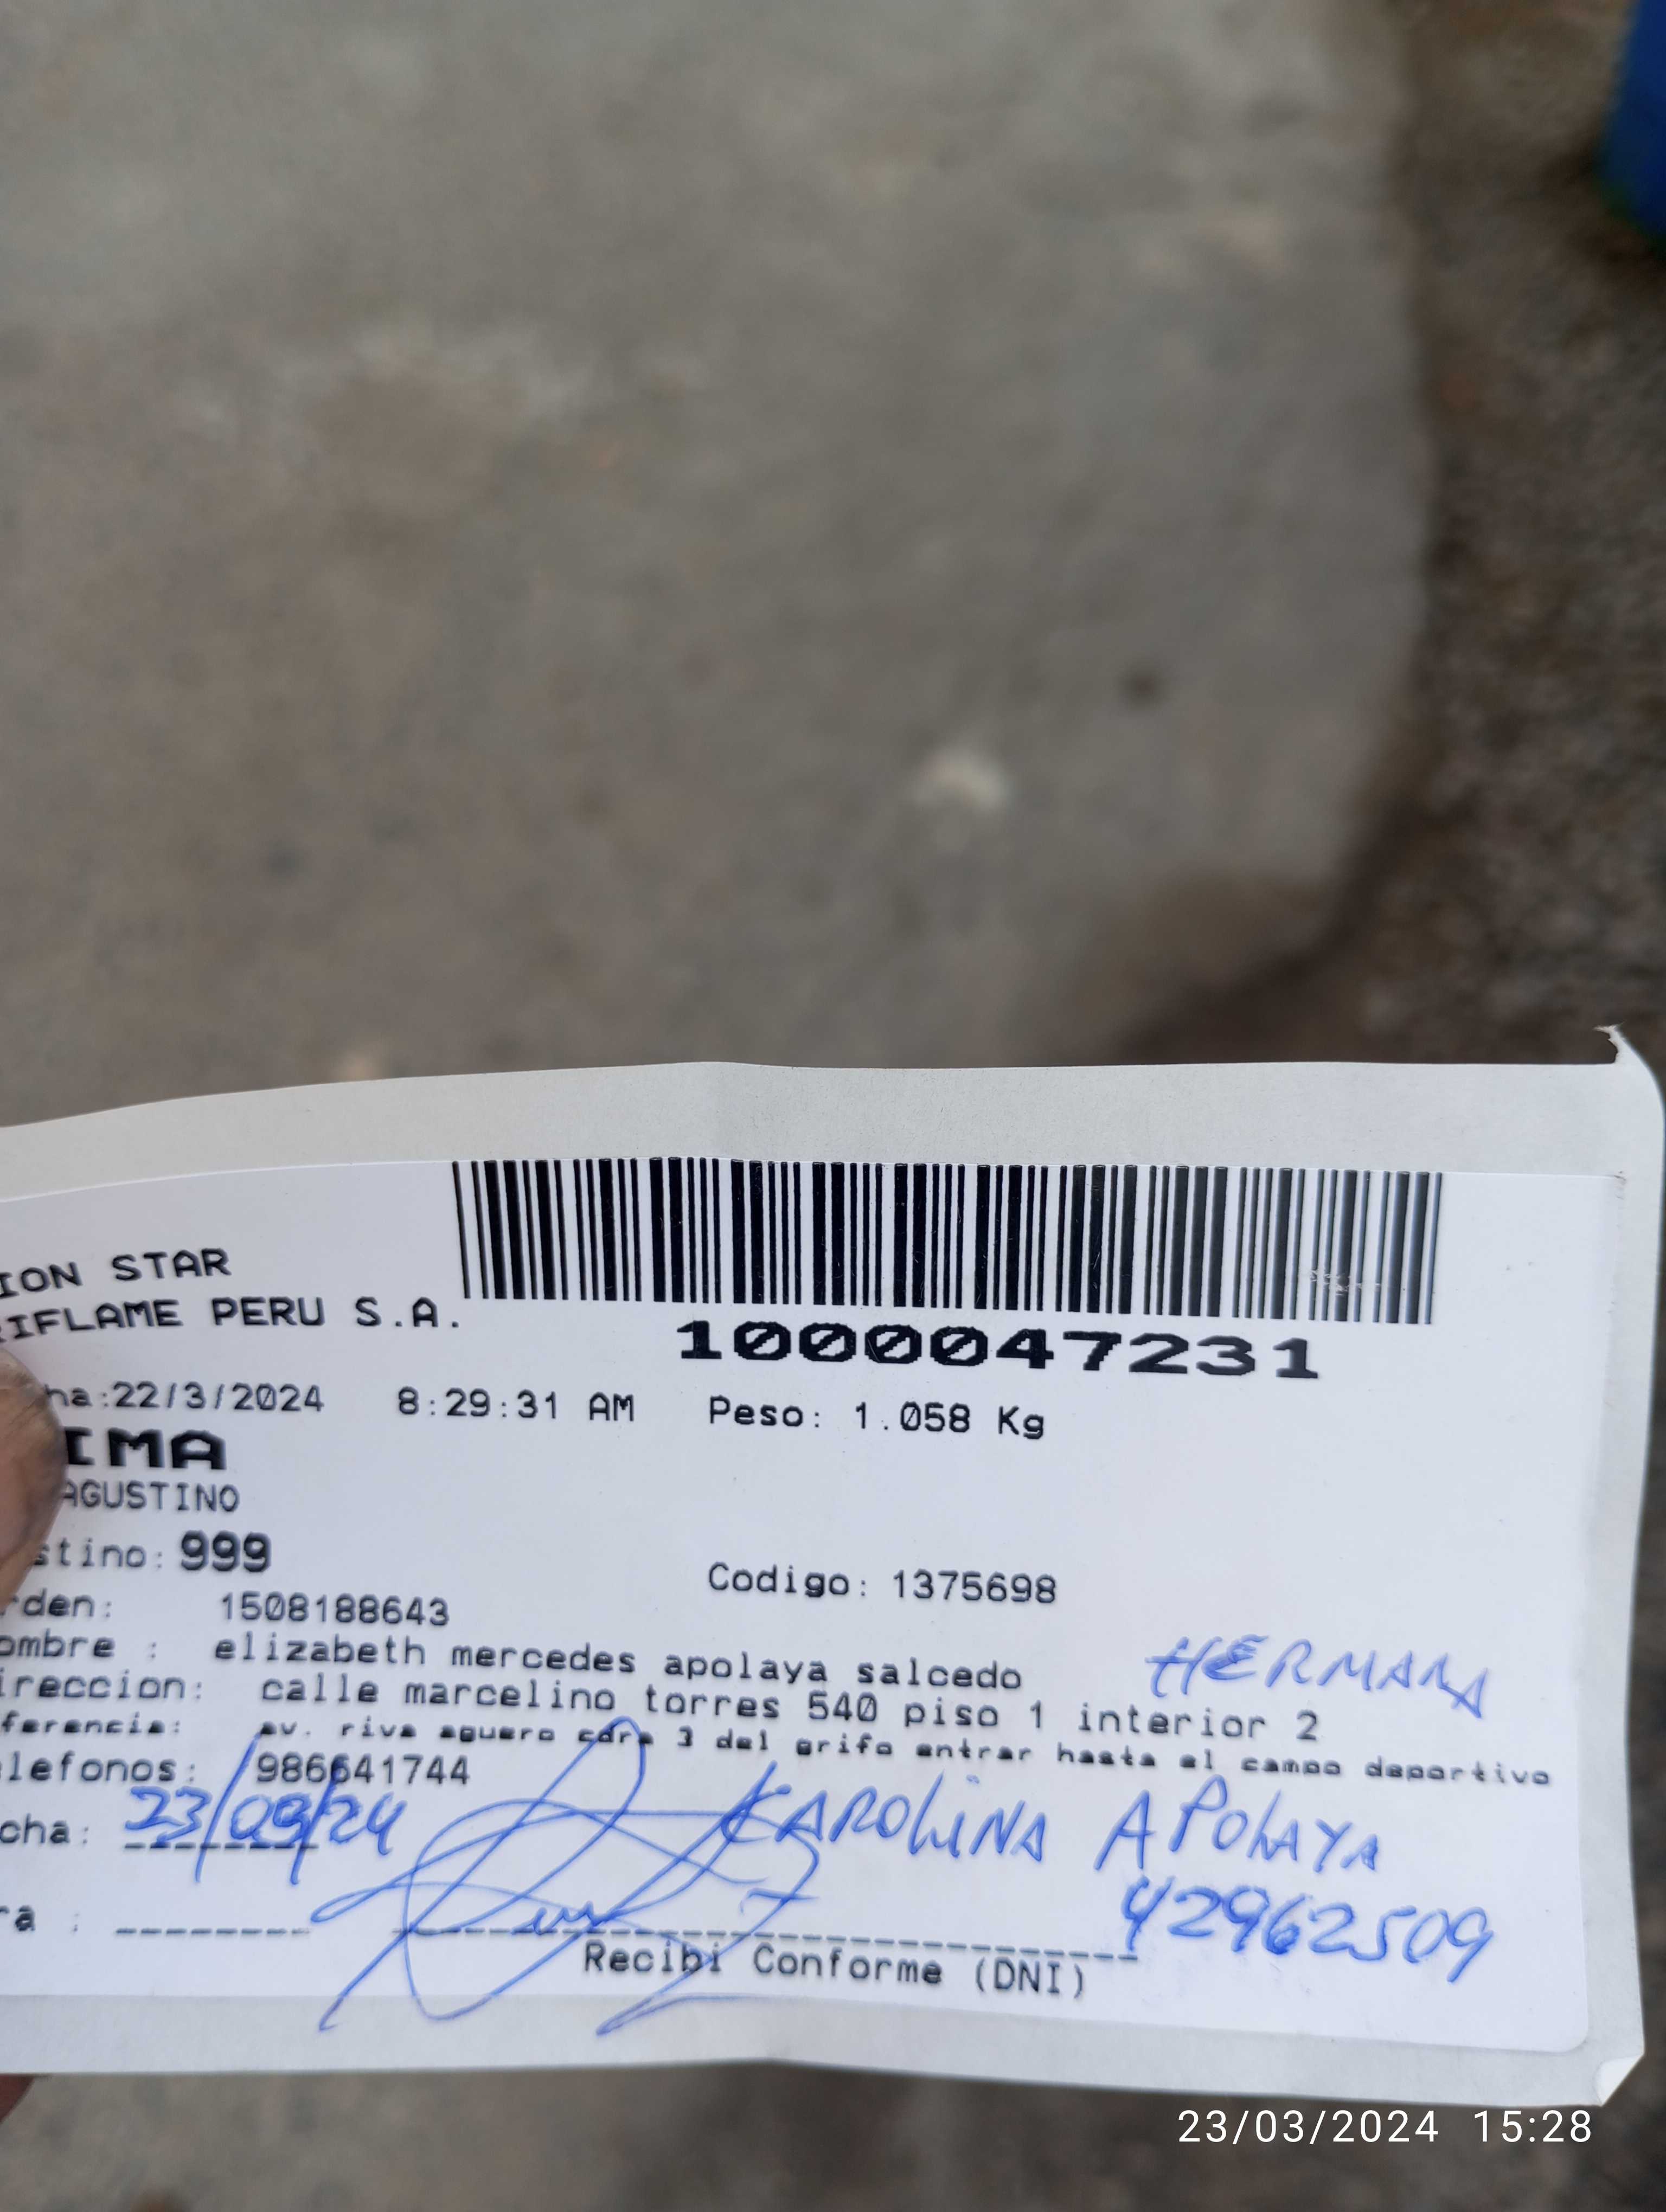 ION STAR
RIFLAME PERU S.A.
1000047231
ha:22/3/2024 8:29:31 AM Peso: 1.058 Kg
IMA
AGUSTINO
stino: 999
Codigo: 1375698
rden: 1508188643
ombre : elizabeth mercedes apolaya salcedo
HERMANA
ireccion: calle marcelino torres 540 piso 1 interior 2
ferencia: av. riva aguero cdra 3 del grifo entrar hasta el campo deportivo
lefonos: 986641744
cha: 23/03/24
KAROLINA APOLAYA
42962509
ra :
Recibi Conforme (DNI)
23/03/2024 15:28